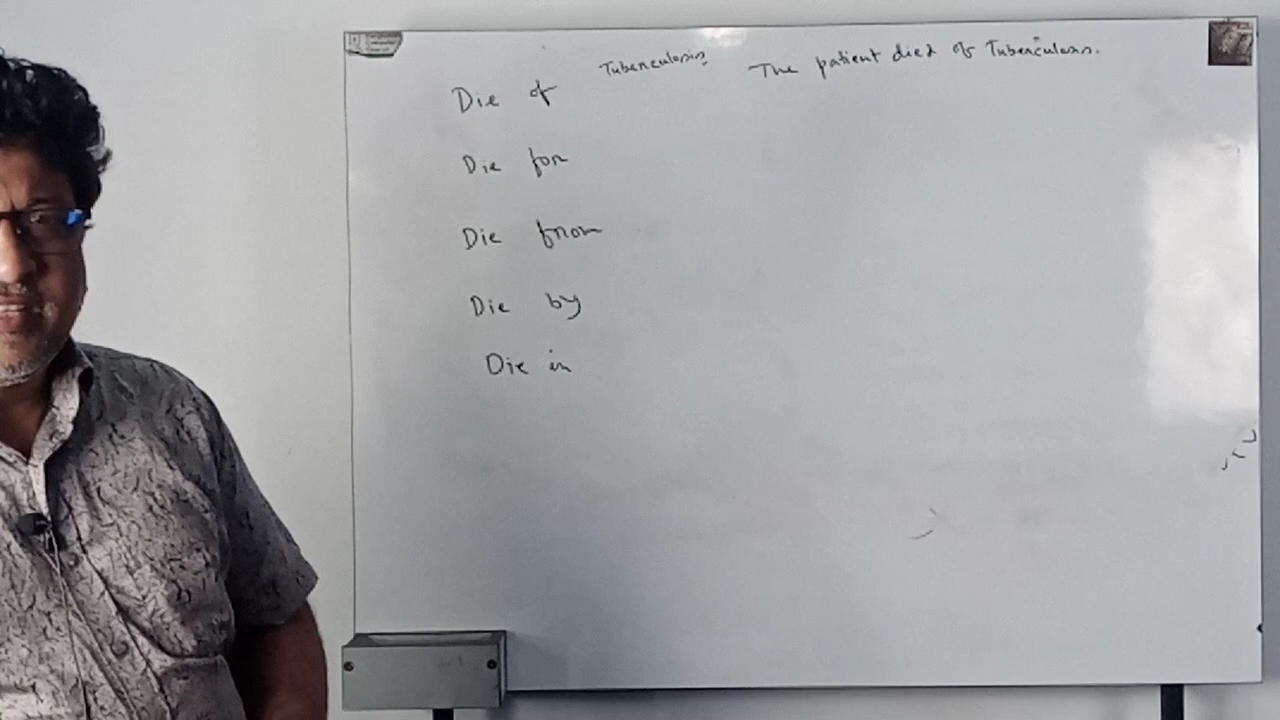 Die of Tuberculosis. The patient died of Tuberculosis.
Die for
Die from
Die by
Die in